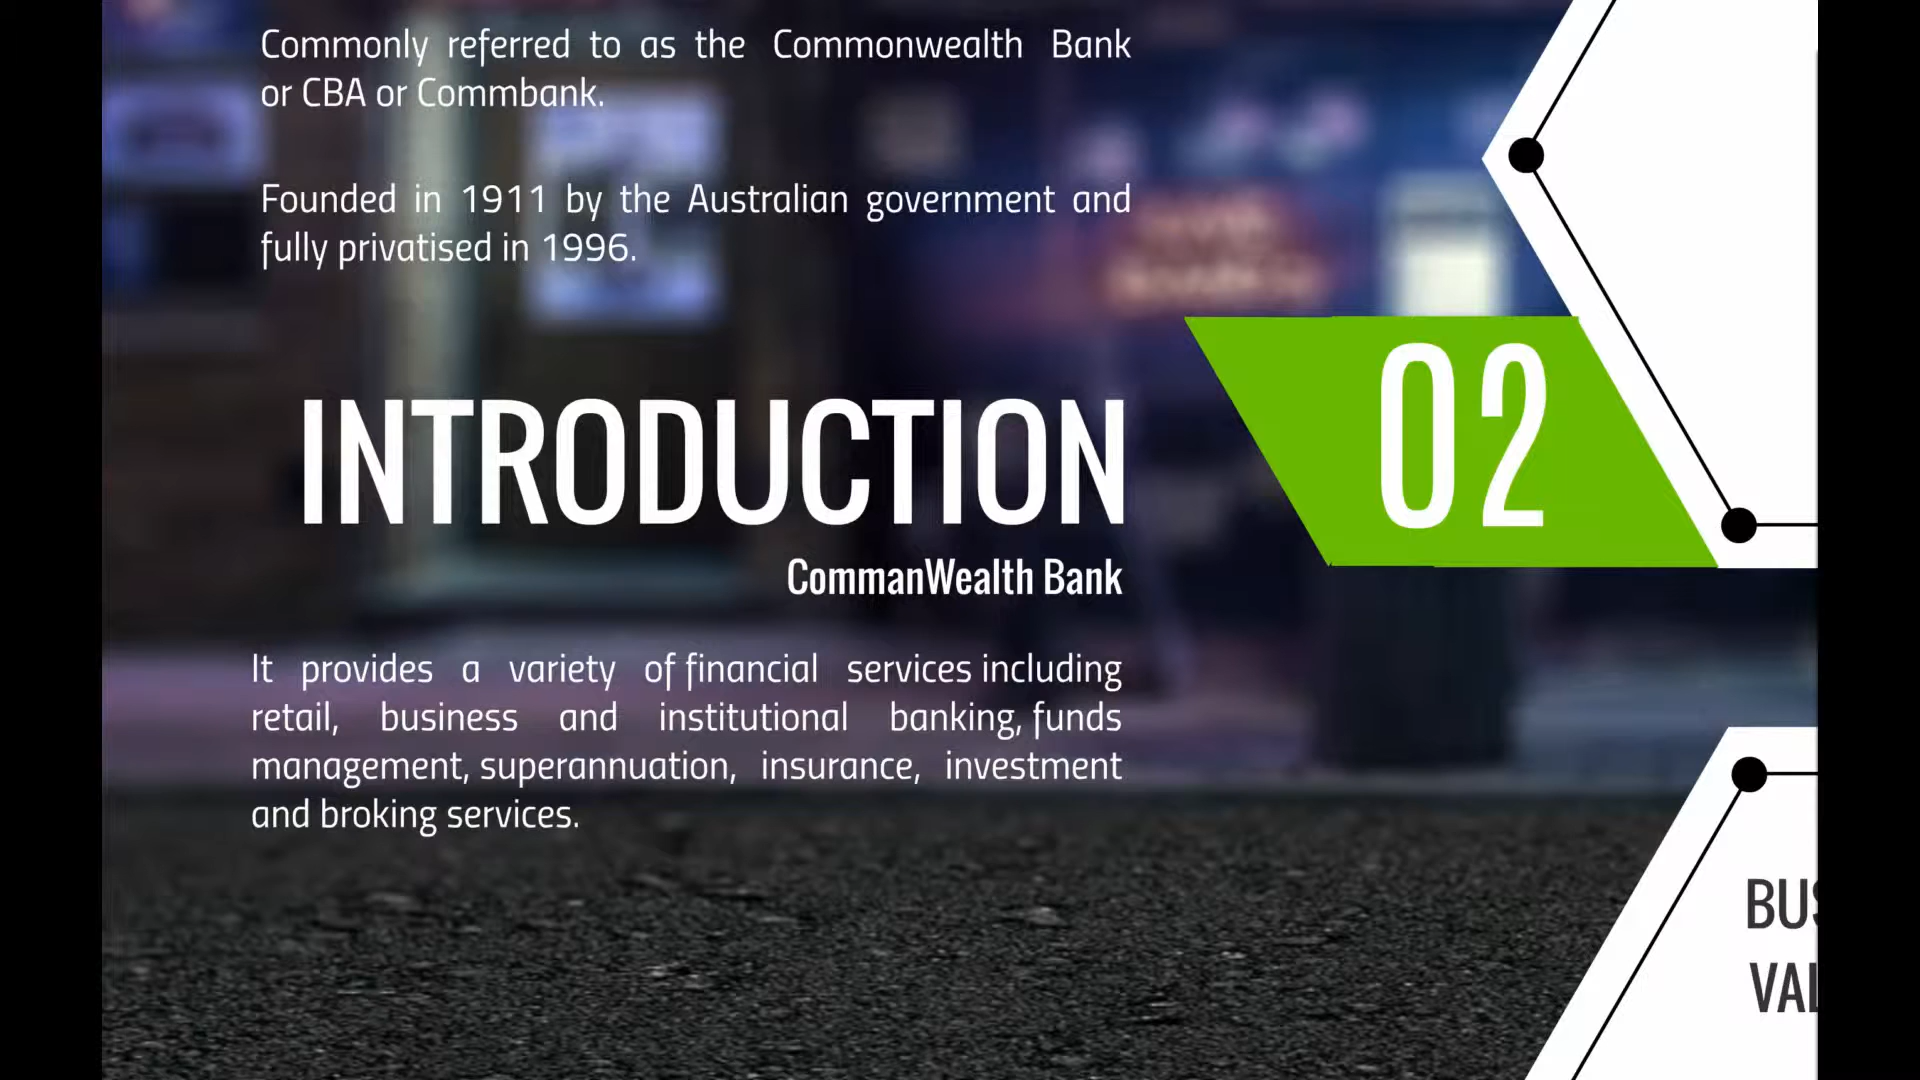 Commonly referred to as the Commonwealth Bank
or CBA or Commbank.
Founded in 1911 by the Australian government and
fully privatised in 1996.
02
INTRODUCTION
CommanWealth Bank
It provides a variety of financial services including
retail, business and institutional banking, funds
management, superannuation, insurance, investment
and broking services.